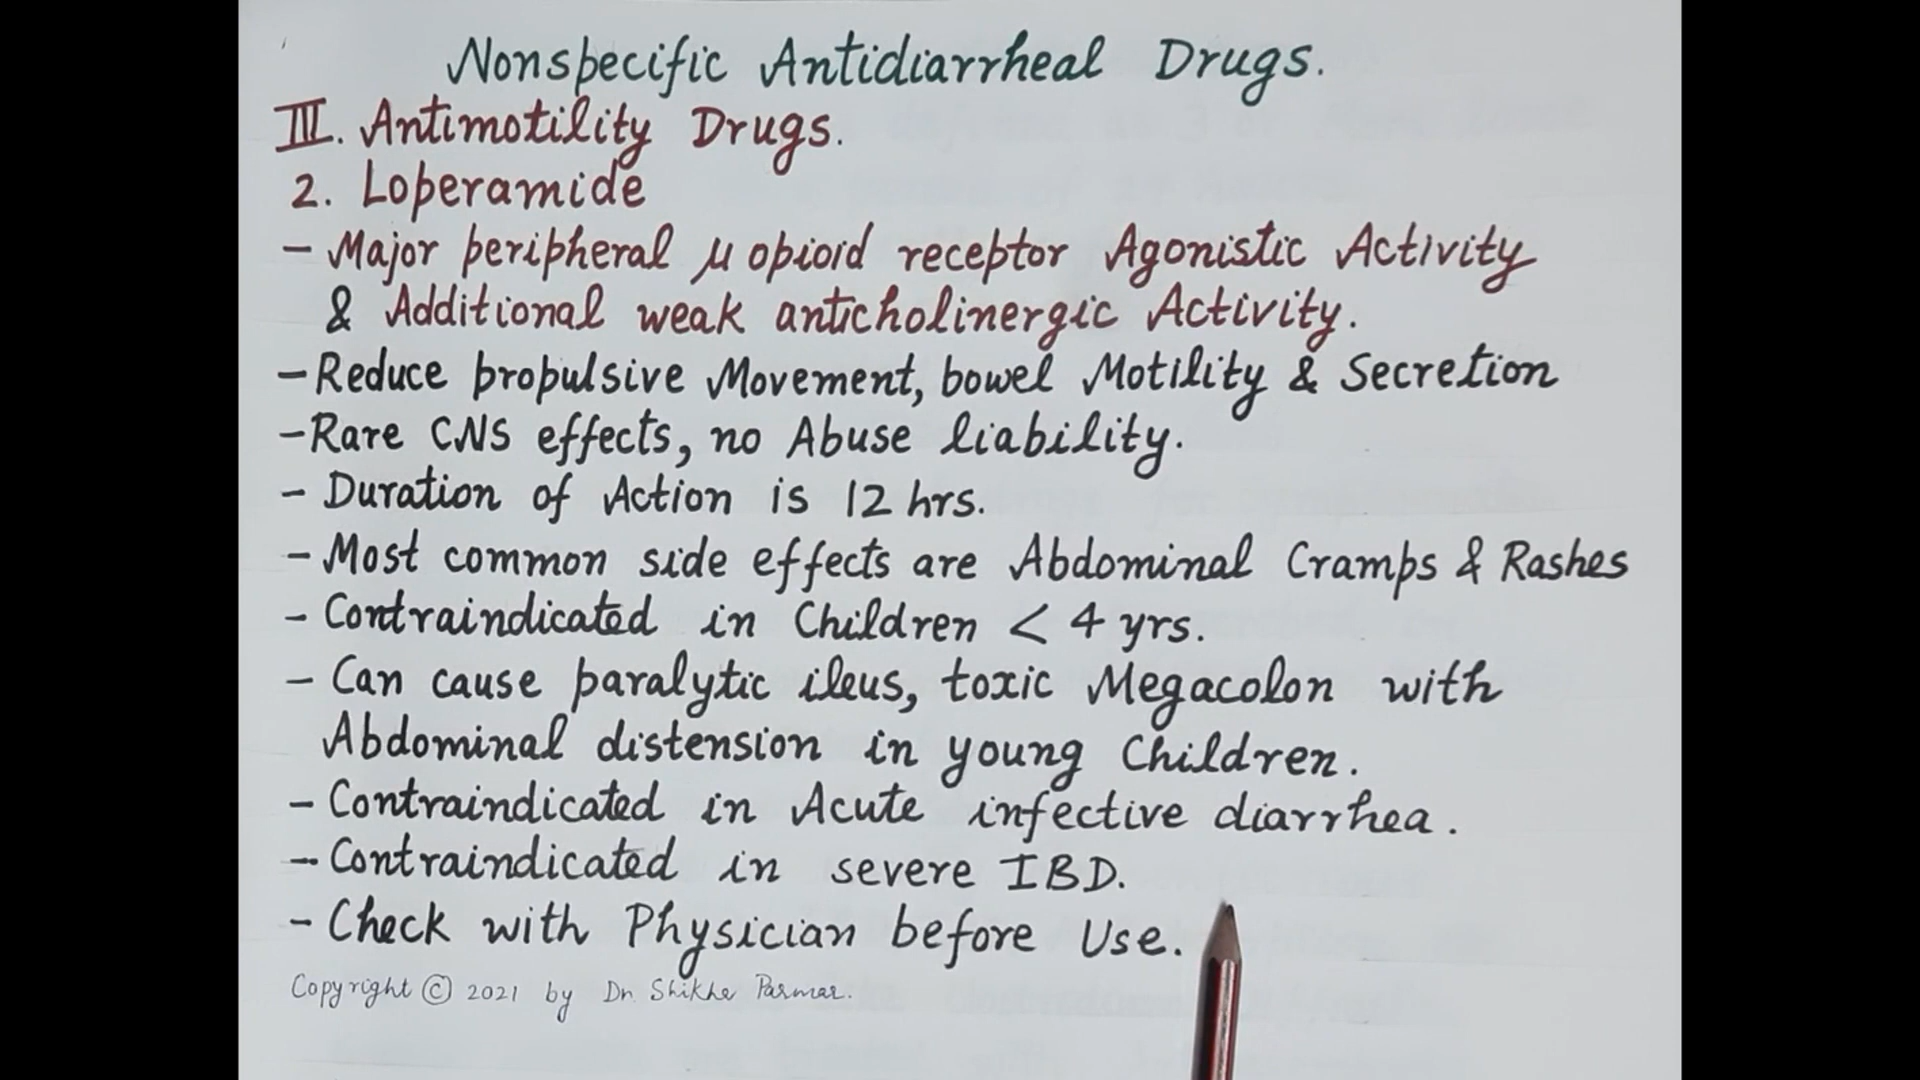 Nonspecific Antidiarrheal Drugs.
III. Antimotility Drugs.
2. Loperamide
- Major peripheral μ opioid receptor Agonistic Activity
& Additional weak anticholinergic Activity.
- Reduce propulsive Movement, bowel Motility & Secretion
- Rare CNS effects, no Abuse liability.
- Duration of Action is 12 hrs.
- Most common side effects are Abdominal Cramps & Rashes
- Contraindicated in Children < 4 yrs.
- Can cause paralytic ileus, toxic Megacolon with
Abdominal distension in young Children.
- Contraindicated in Acute infective diarrhea.
- Contraindicated in severe IBD.
- Check with Physician before Use.
Copyright © 2021 by Dr. Shikha Parmar.